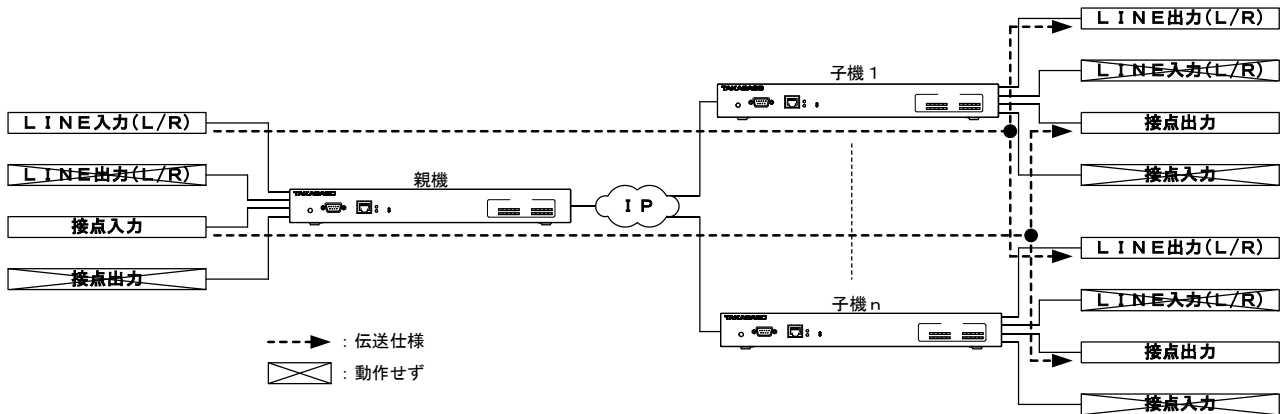 LINE入力(L/R)
LINE出力(L/R)
接点入力
接点出力
親機
TAKACOM
IP
子機1
TAKACOM
LINE出力(L/R)
LINE入力(L/R)
接点出力
接点入力
子機n
TAKACOM
LINE出力(L/R)
LINE入力(L/R)
接点出力
接点入力
:伝送仕様
:動作せず